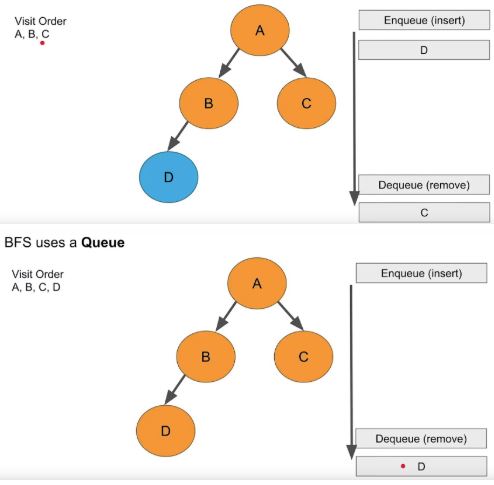 Visit Order
A, B, C
A
B
C
D
Enqueue (insert)
D
Dequeue (remove)
C
BFS uses a Queue
Visit Order
A, B, C, D
A
B
C
D
Enqueue (insert)
Dequeue (remove)
D